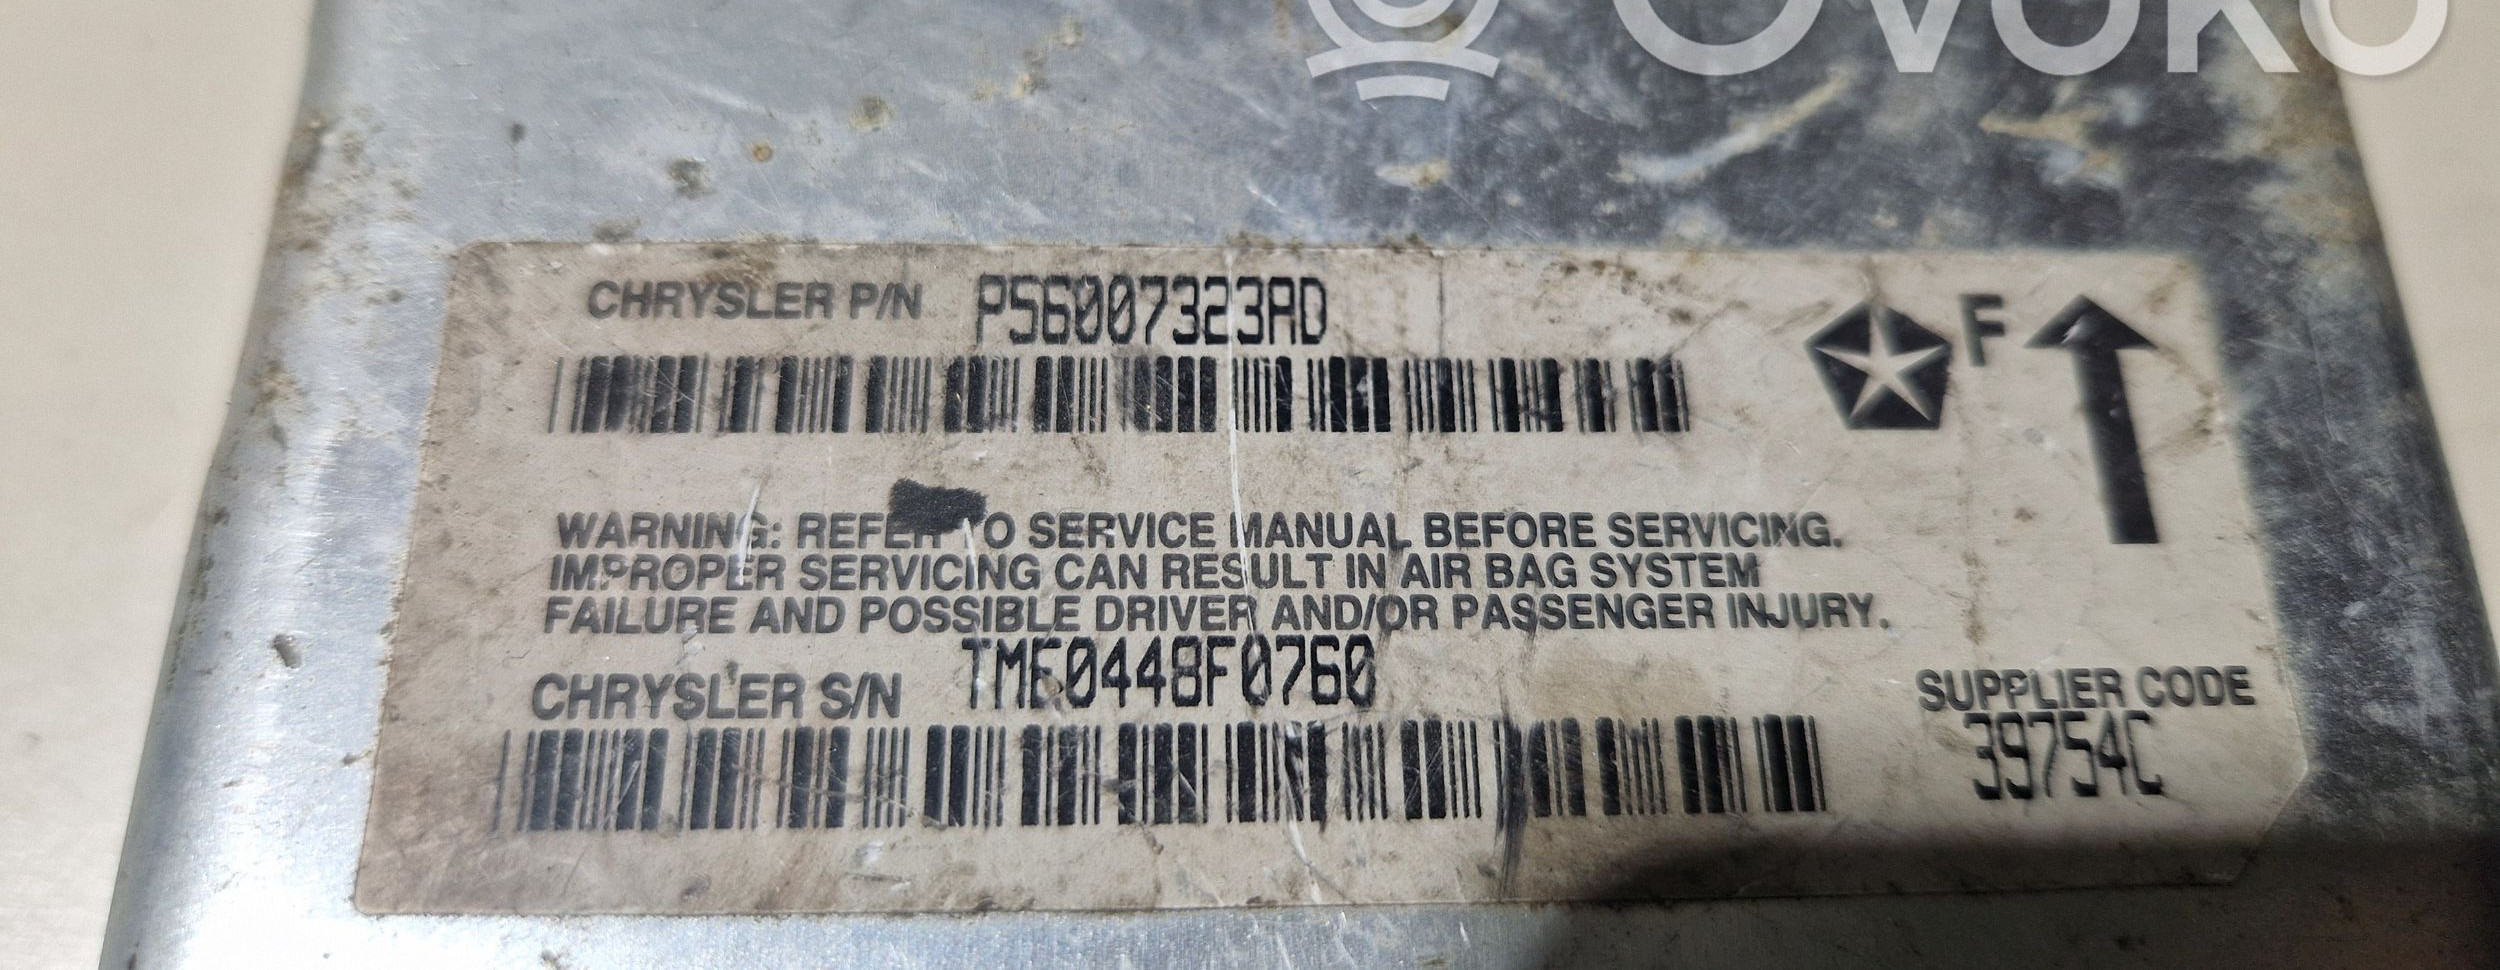 OVOKO
CHRYSLER P/N P56007323AD
F
WARNING: REFER TO SERVICE MANUAL BEFORE SERVICING.
IMPROPER SERVICING CAN RESULT IN AIR BAG SYSTEM
FAILURE AND POSSIBLE DRIVER AND/OR PASSENGER INJURY.
CHRYSLER S/N TME0448F0760
SUPPLIER CODE
39754C